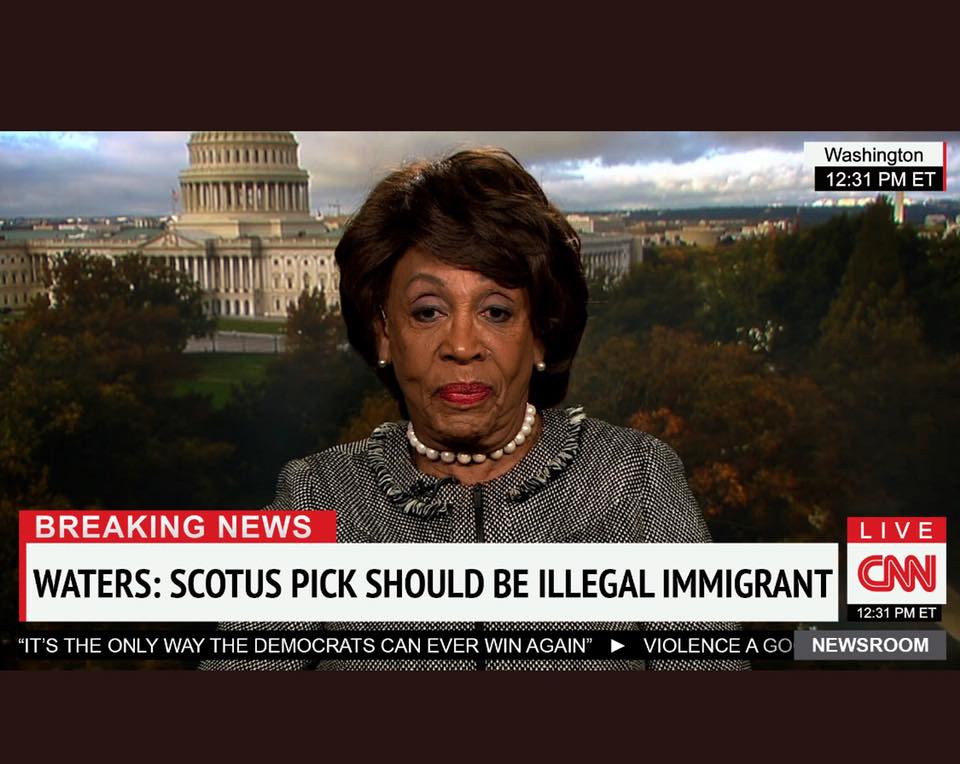 Washington
12:31 PM ET
BREAKING NEWS
WATERS: SCOTUS PICK SHOULD BE ILLEGAL IMMIGRANT
LIVE
CNN
12:31 PM ET
“IT’S THE ONLY WAY THE DEMOCRATS CAN EVER WIN AGAIN” ► VIOLENCE A GO
NEWSROOM